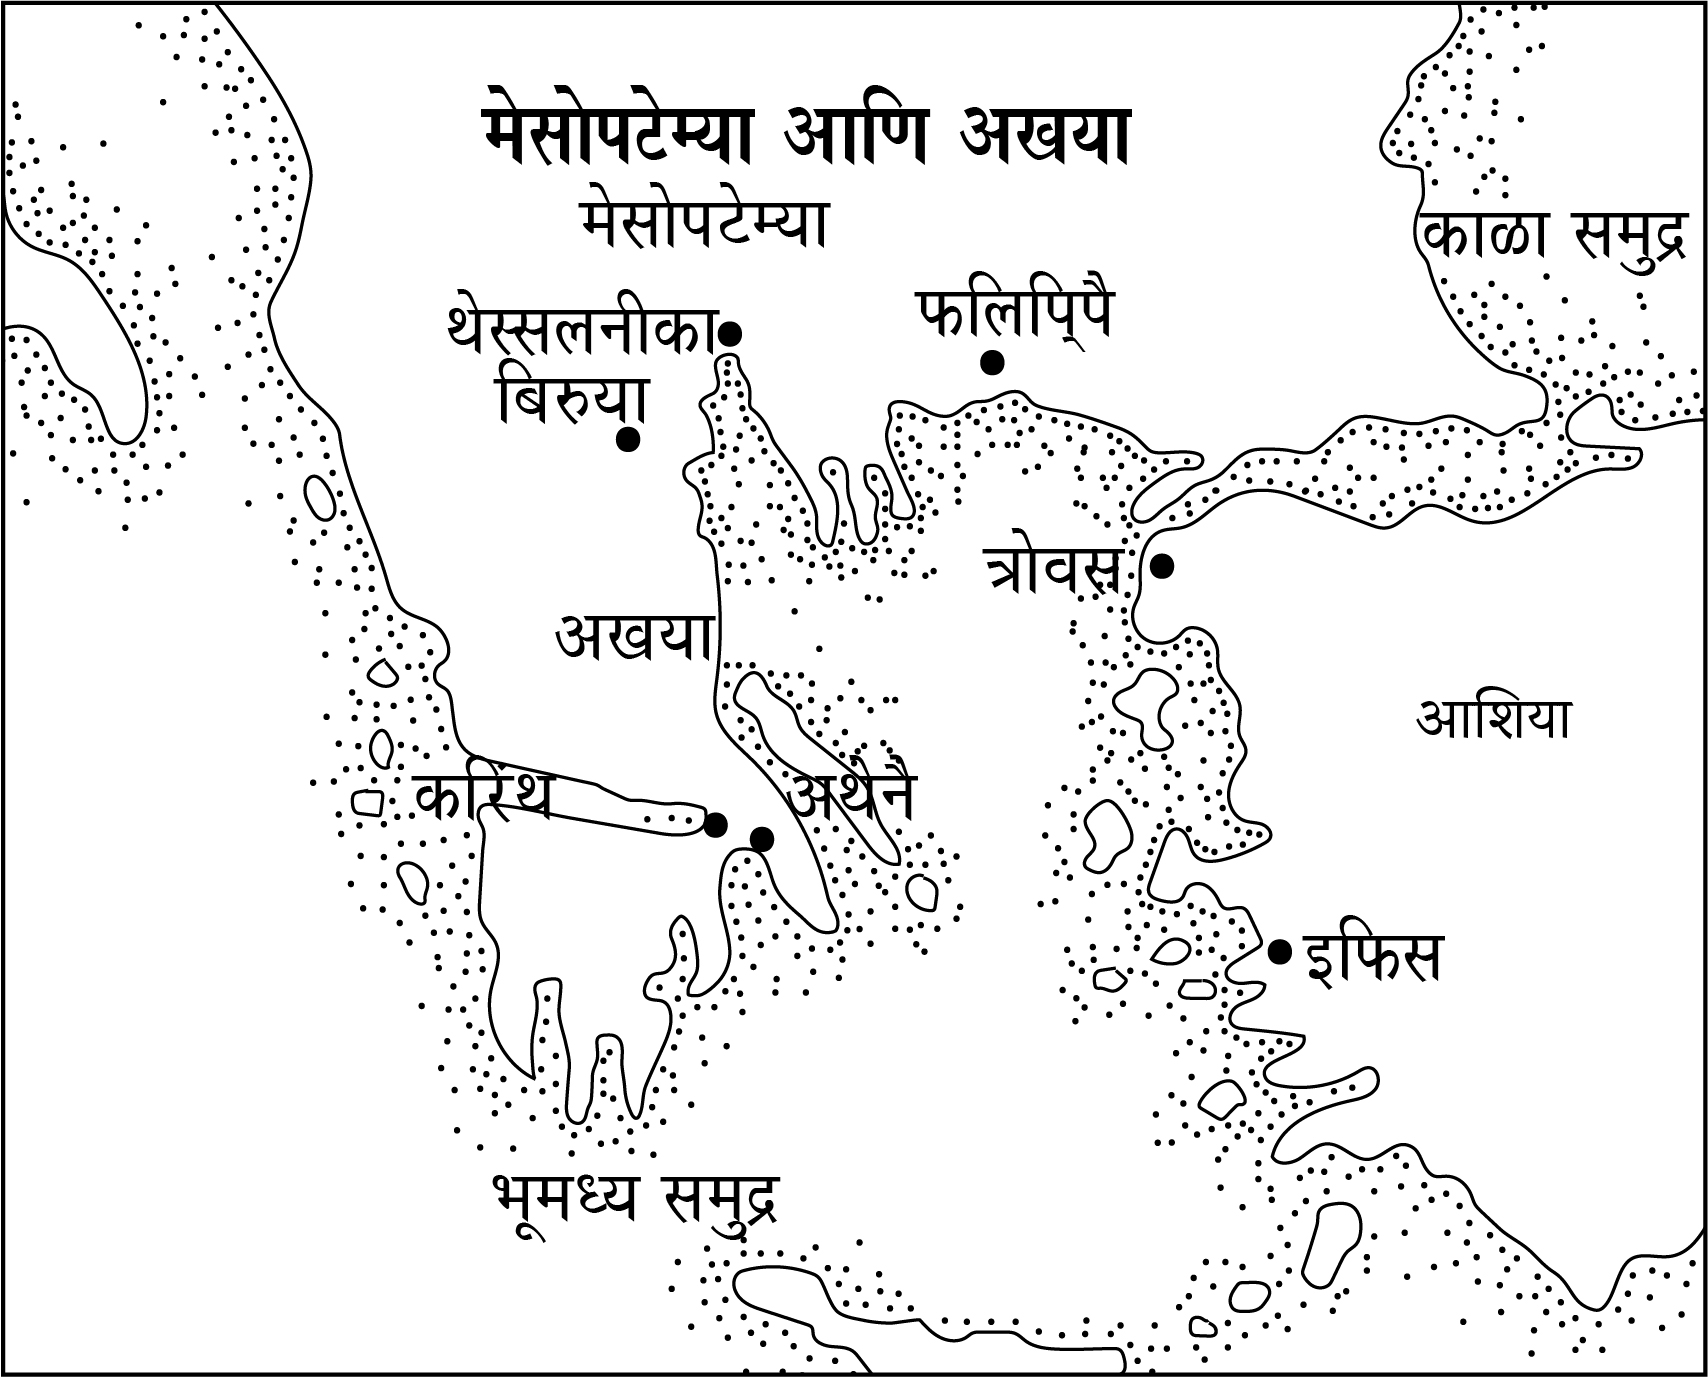 मेसोपटेम्या आणि अखया
मेसोपटेम्या
काळा समुद्र
थेस्सलनीका
फलिपि्पै
बिरुया
त्रोवस
अखया
आशिया
करिंथ
अथेनै
इफिस
भूमध्य समुद्र